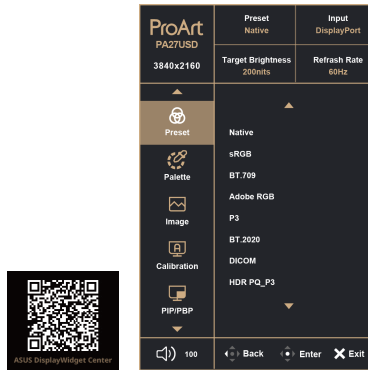 ProArt
PA27USD
3840x2160
Preset
Native
Input
DisplayPort
Target Brightness
200nits
Refrash Rate
60Hz
Preset
Palette
Image
Calibration
PIP/PBP
Native
sRGB
BT.709
Adobe RGB
P3
BT.2020
DICOM
HDR PQ_P3
100
Back
Enter
Exit
ASUS DisplayWidget Center